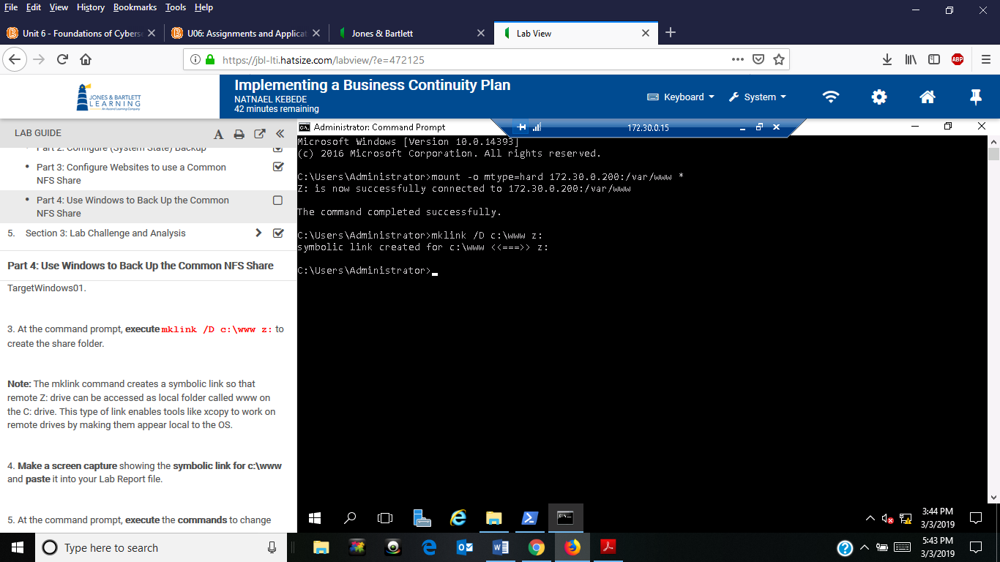 File Edit View History Bookmarks Tools Help
Unit 6 - Foundations of Cyberse
U06: Assignments and Applicat
Jones & Bartlett
Lab View
https://jbl-lti.hatsize.com/labview/?e=472125
ABP
JONES & BARTLETT
LEARNING
Implementing a Business Continuity Plan
NATNAEL KEBEDE
42 minutes remaining
Keyboard
System
LAB GUIDE
A
Part 2: Configure (System State) Backup
Part 3: Configure Websites to use a Common
NFS Share
Part 4: Use Windows to Back Up the Common
NFS Share
5. Section 3: Lab Challenge and Analysis
Part 4: Use Windows to Back Up the Common NFS Share
TargetWindows01.
3. At the command prompt, execute mklink /D c:\www z: to
create the share folder.
Note: The mklink command creates a symbolic link so that
remote Z: drive can be accessed as local folder called www on
the C: drive. This type of link enables tools like xcopy to work on
remote drives by making them appear local to the OS.
4. Make a screen capture showing the symbolic link for c:\www
and paste it into your Lab Report file.
5. At the command prompt, execute the commands to change
Administrator: Command Prompt
172.30.0.15
Microsoft Windows [Version 10.0.14393]
(c) 2016 Microsoft Corporation. All rights reserved.
C:\Users\Administrator>mount -o mtype=hard 172.30.0.200:/var/www *
Z: is now successfully connected to 172.30.0.200:/var/www
The command completed successfully.
C:\Users\Administrator>mklink /D c:\www z:
symbolic link created for c:\www <<===>> z:
C:\Users\Administrator>
3:44 PM
3/3/2019
Type here to search
5:43 PM
3/3/2019